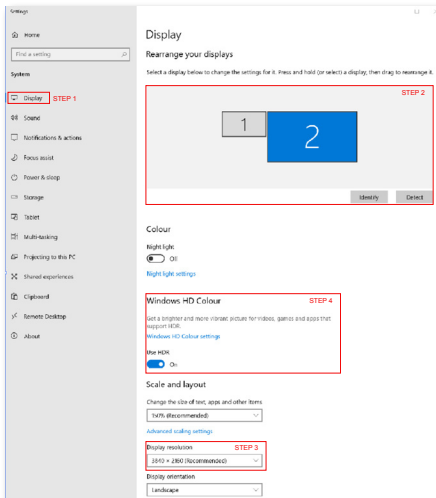 Settings
Home
Find a setting
System
Display
STEP 1
Sound
Notifications & actions
Focus assist
Power & sleep
Storage
Tablet
Multi-tasking
Projecting to this PC
Shared experiences
Clipboard
Remote Desktop
About
Display
Rearrange your displays
Select a display below to change the settings for it. Press and hold (or select) a display, then drag to rearrange it.
STEP 2
1
2
Identify
Detect
Colour
Night light
Off
Night light settings
Windows HD Colour
STEP 4
Get a brighter and more vibrant picture for videos, games and apps that
support HDR.
Windows HD Colour settings
Use HDR
On
Scale and layout
Change the size of text, apps and other items
150% (Recommended)
Advanced scaling settings
Display resolution
STEP 3
3840 × 2160 (Recommended)
Display orientation
Landscape